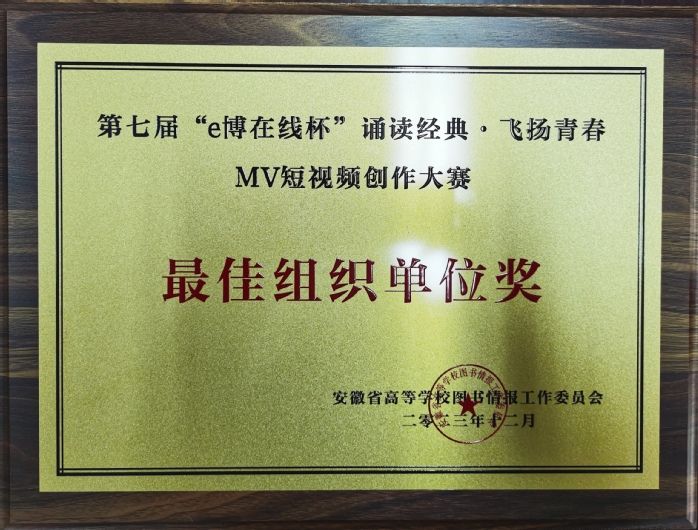 第七届“e博在线杯”诵读经典·飞扬青春
MV短视频创作大赛
最佳组织单位奖
安徽省高等学校图书情报工作委员会
二零二三年十二月